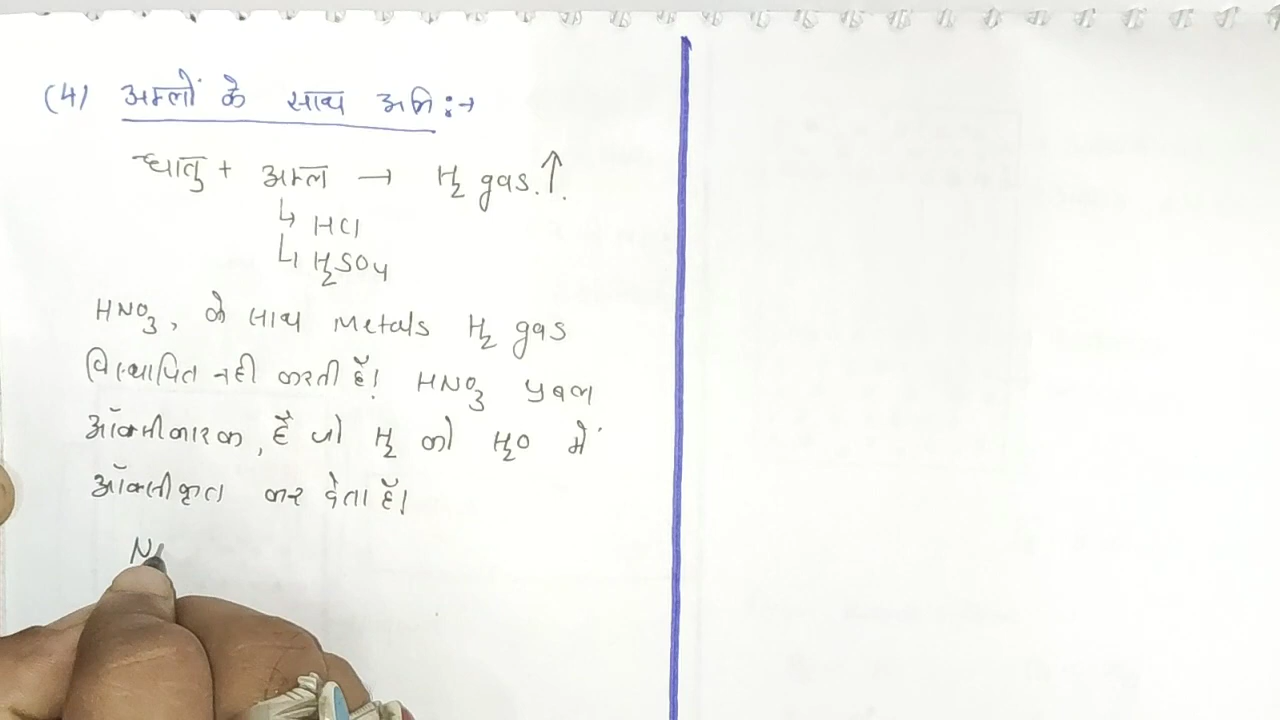 (4) अम्लों के साथ अभि :→
धातु + अम्ल → H₂ gas. ↑
↳ HCl
↳ H₂SO₄
HNO₃, के साथ Metals H₂ gas
विस्थापित नही करती हैं। HNO₃ प्रबल
ऑक्सीकारक, है जो H₂ को H₂O में
ऑक्सीकृत कर देता हैं।
N